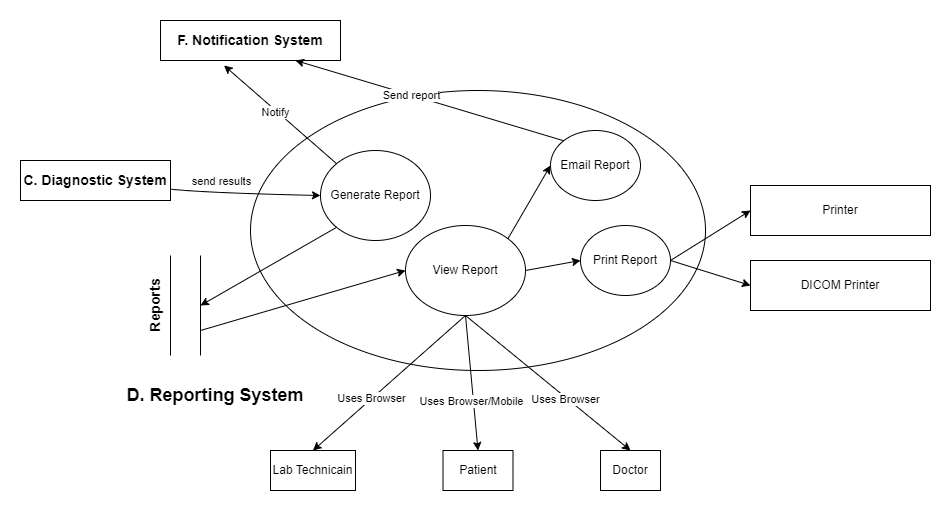 F. Notification System
Send report
Notify
Email Report
C. Diagnostic System
send results
Generate Report
Printer
View Report
Print Report
DICOM Printer
Reports
D. Reporting System
Uses Browser
Uses Browser/Mobile
Uses Browser
Lab Technicain
Patient
Doctor